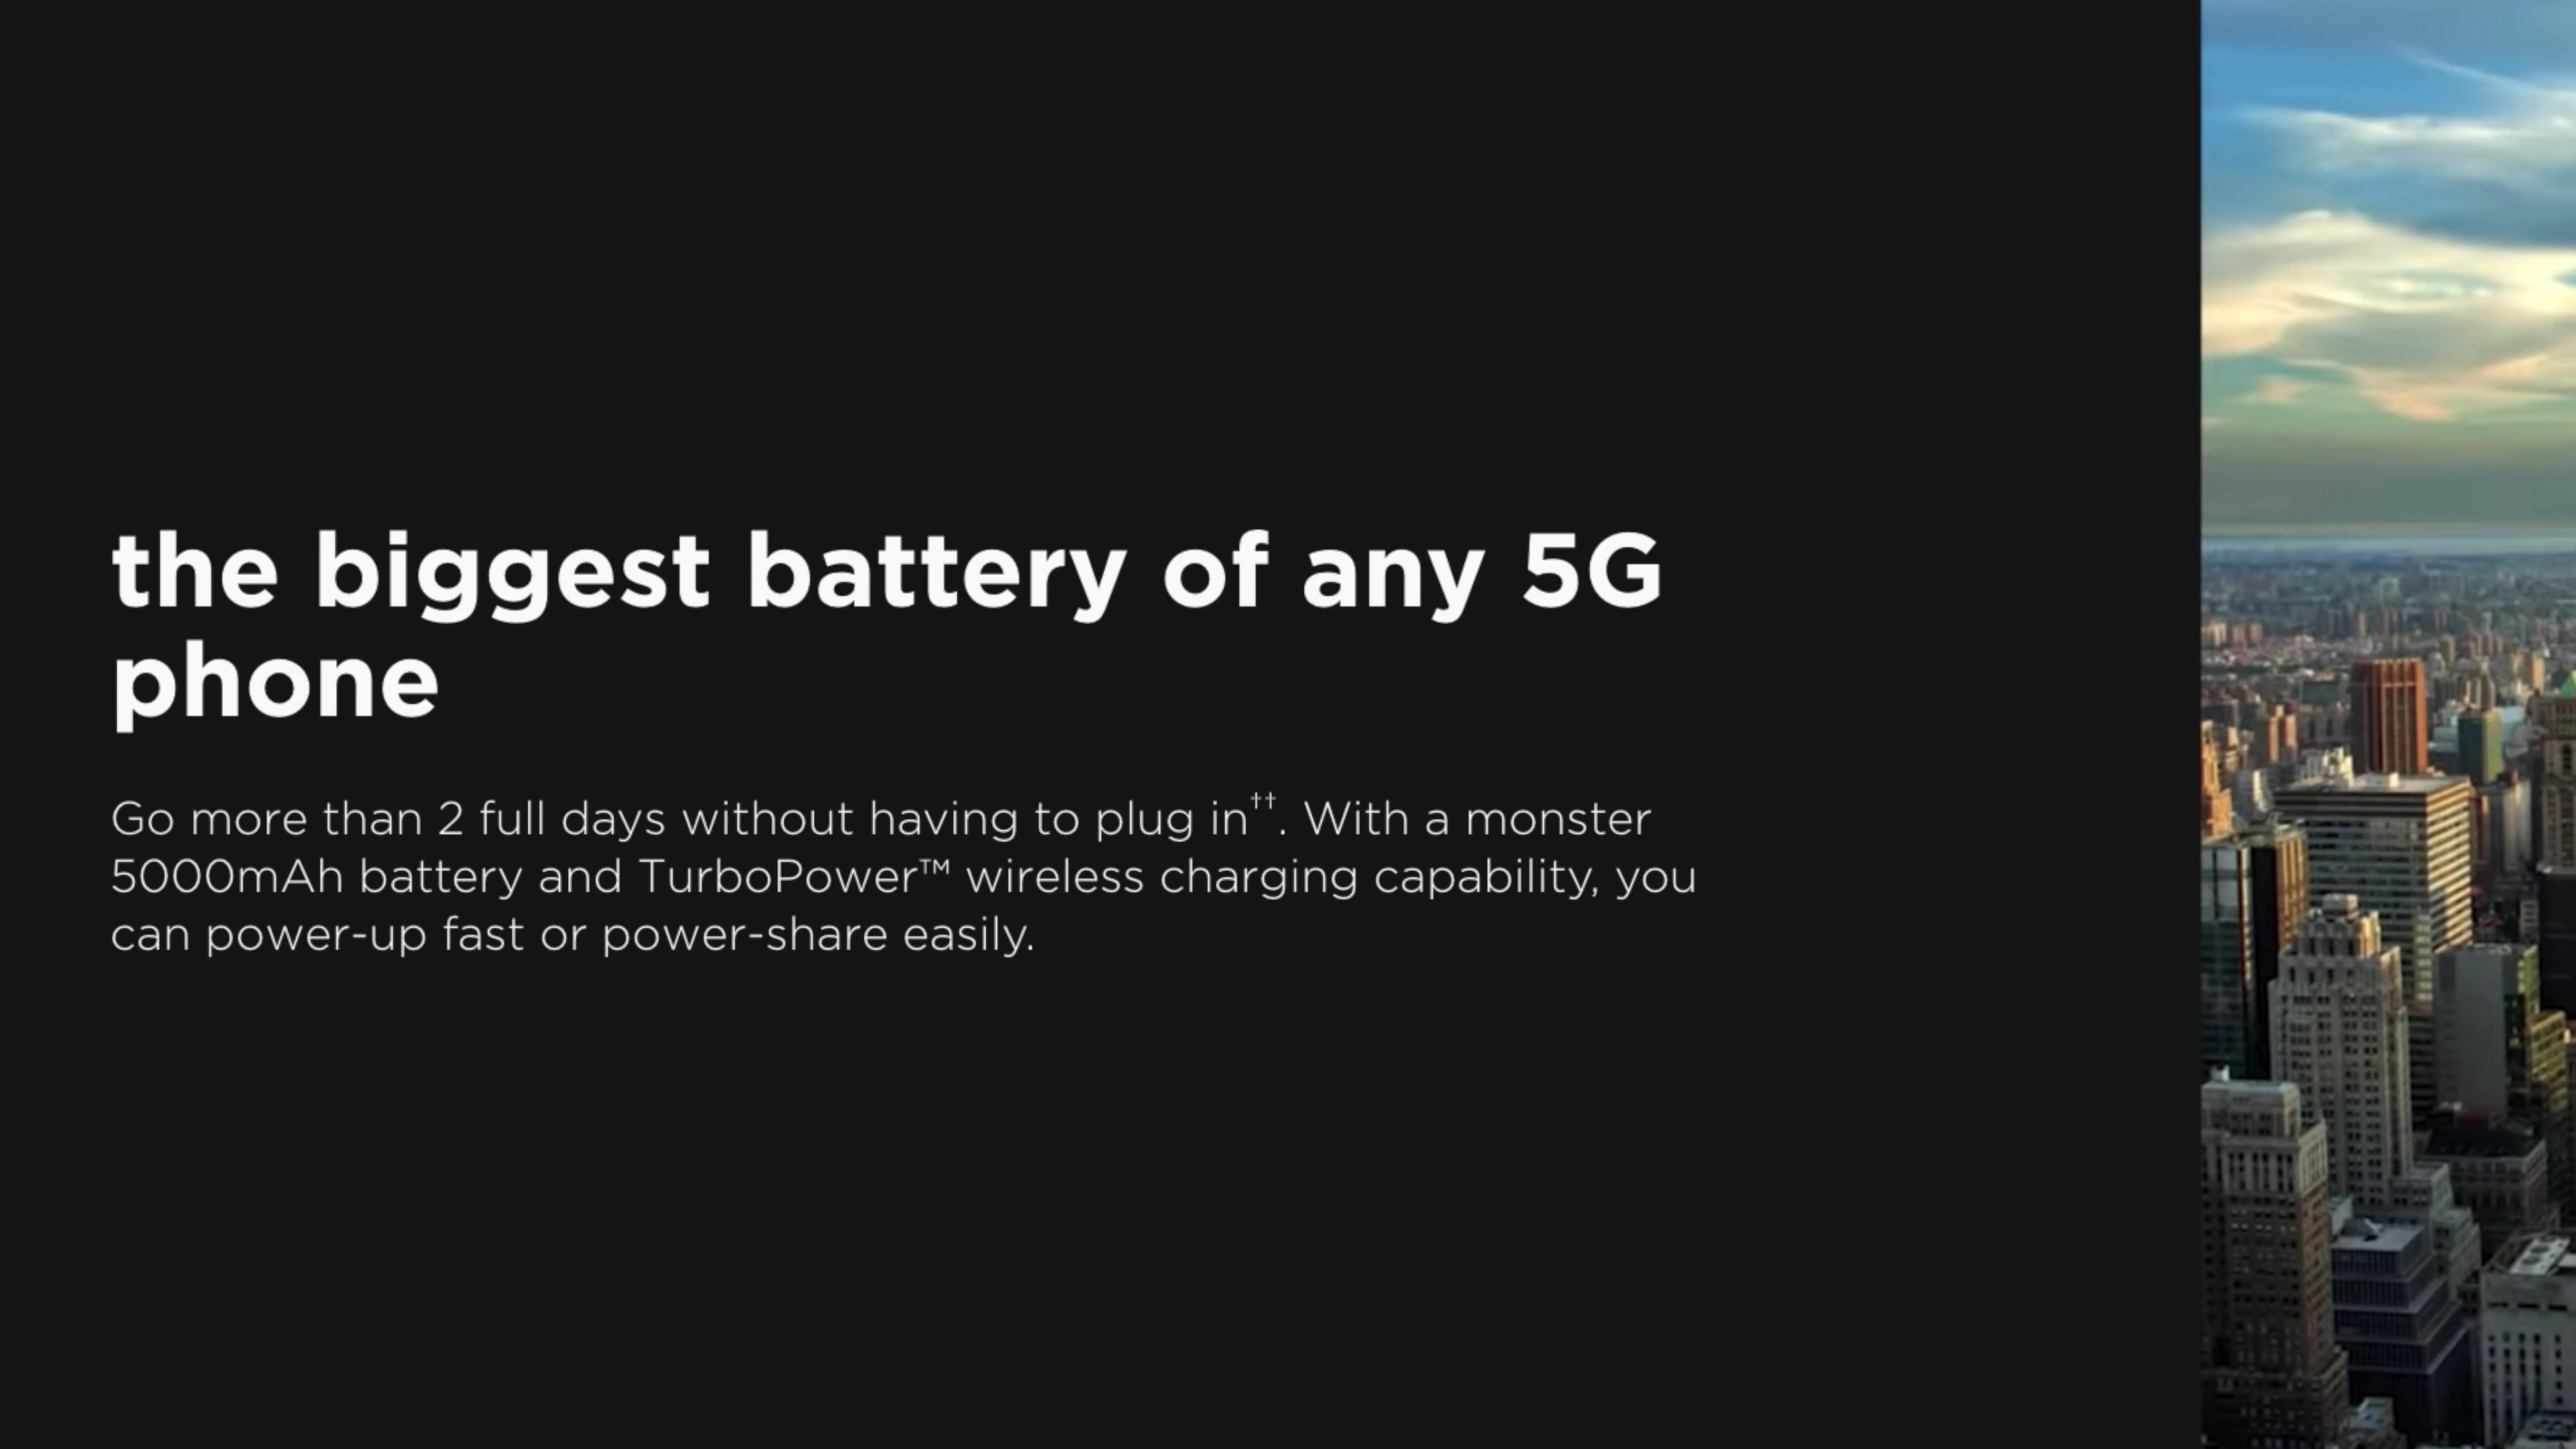 the biggest battery of any 5G
phone
Go more than 2 full days without having to plug in††. With a monster
5000mAh battery and TurboPower™ wireless charging capability, you
can power-up fast or power-share easily.